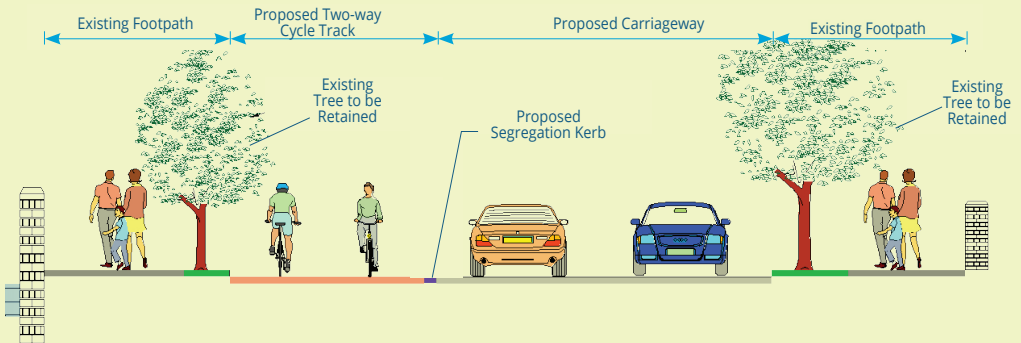 Existing Footpath
Proposed Two-way
Cycle Track
Proposed Carriageway
Existing Footpath
Existing
Tree to be
Retained
Proposed
Segregation Kerb
Existing
Tree to be
Retained